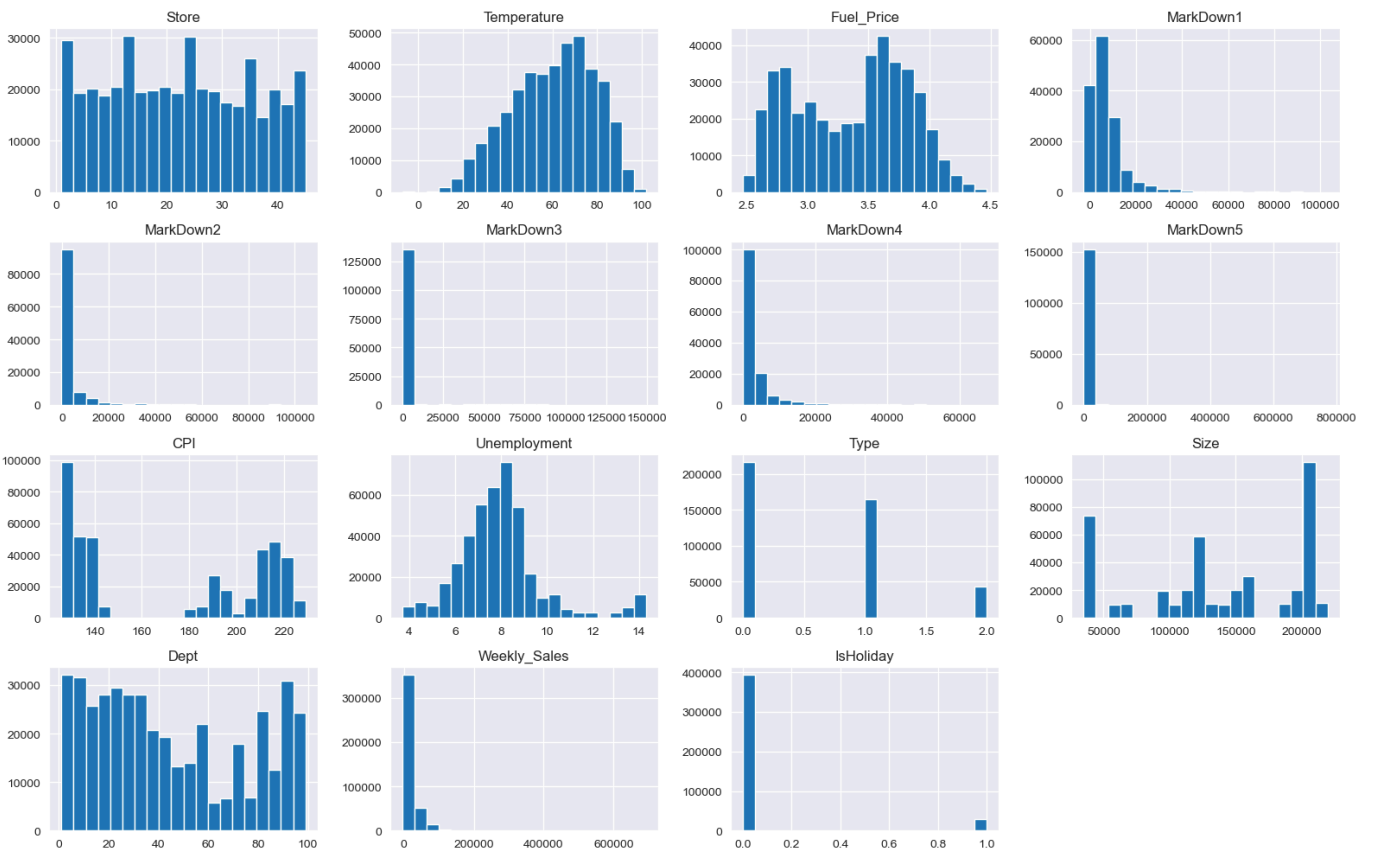 Store Temperature Fuel_Price MarkDown1
30000 50000 40000 60000
40000
20000 30000 40000
30000
20000 20000
10000 20000
10000 10000
0 0 0 0
0 10 20 30 40 0 20 40 60 80 100 2.5 3.0 3.5 4.0 4.5 0 20000 40000 60000 80000 100000
MarkDown2 MarkDown3 MarkDown4 MarkDown5
125000 100000 150000
80000 100000 80000
60000 75000 60000 100000
40000 50000 40000 50000
20000 25000 20000
0 0 0 0
0 20000 40000 60000 80000 100000 0 25000 50000 75000 100000 125000 150000 0 20000 40000 60000 0 200000 400000 600000 800000
CPI Unemployment Type Size
100000 200000 100000
80000 60000 150000 80000
60000 40000 60000
40000 100000 40000
20000 20000 50000 20000
0 0 0 0
140 160 180 200 220 4 6 8 10 12 14 0.0 0.5 1.0 1.5 2.0 50000 100000 150000 200000
Dept Weekly_Sales IsHoliday
30000 300000 400000
300000
20000 200000
200000
10000 100000 100000
0 0 0
0 20 40 60 80 100 0 200000 400000 600000 0.0 0.2 0.4 0.6 0.8 1.0